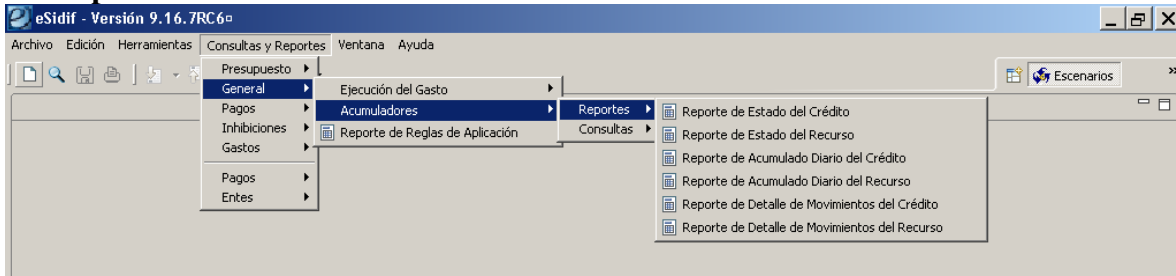 eSidif - Versión 9.16.7RC6¤
Archivo Edición Herramientas Consultas y Reportes Ventana Ayuda
Presupuesto
General
Pagos
Inhibiciones
Gastos
Pagos
Entes
Ejecución del Gasto
Acumuladores
Reporte de Reglas de Aplicación
Reportes
Consultas
Reporte de Estado del Crédito
Reporte de Estado del Recurso
Reporte de Acumulado Diario del Crédito
Reporte de Acumulado Diario del Recurso
Reporte de Detalle de Movimientos del Crédito
Reporte de Detalle de Movimientos del Recurso
Escenarios